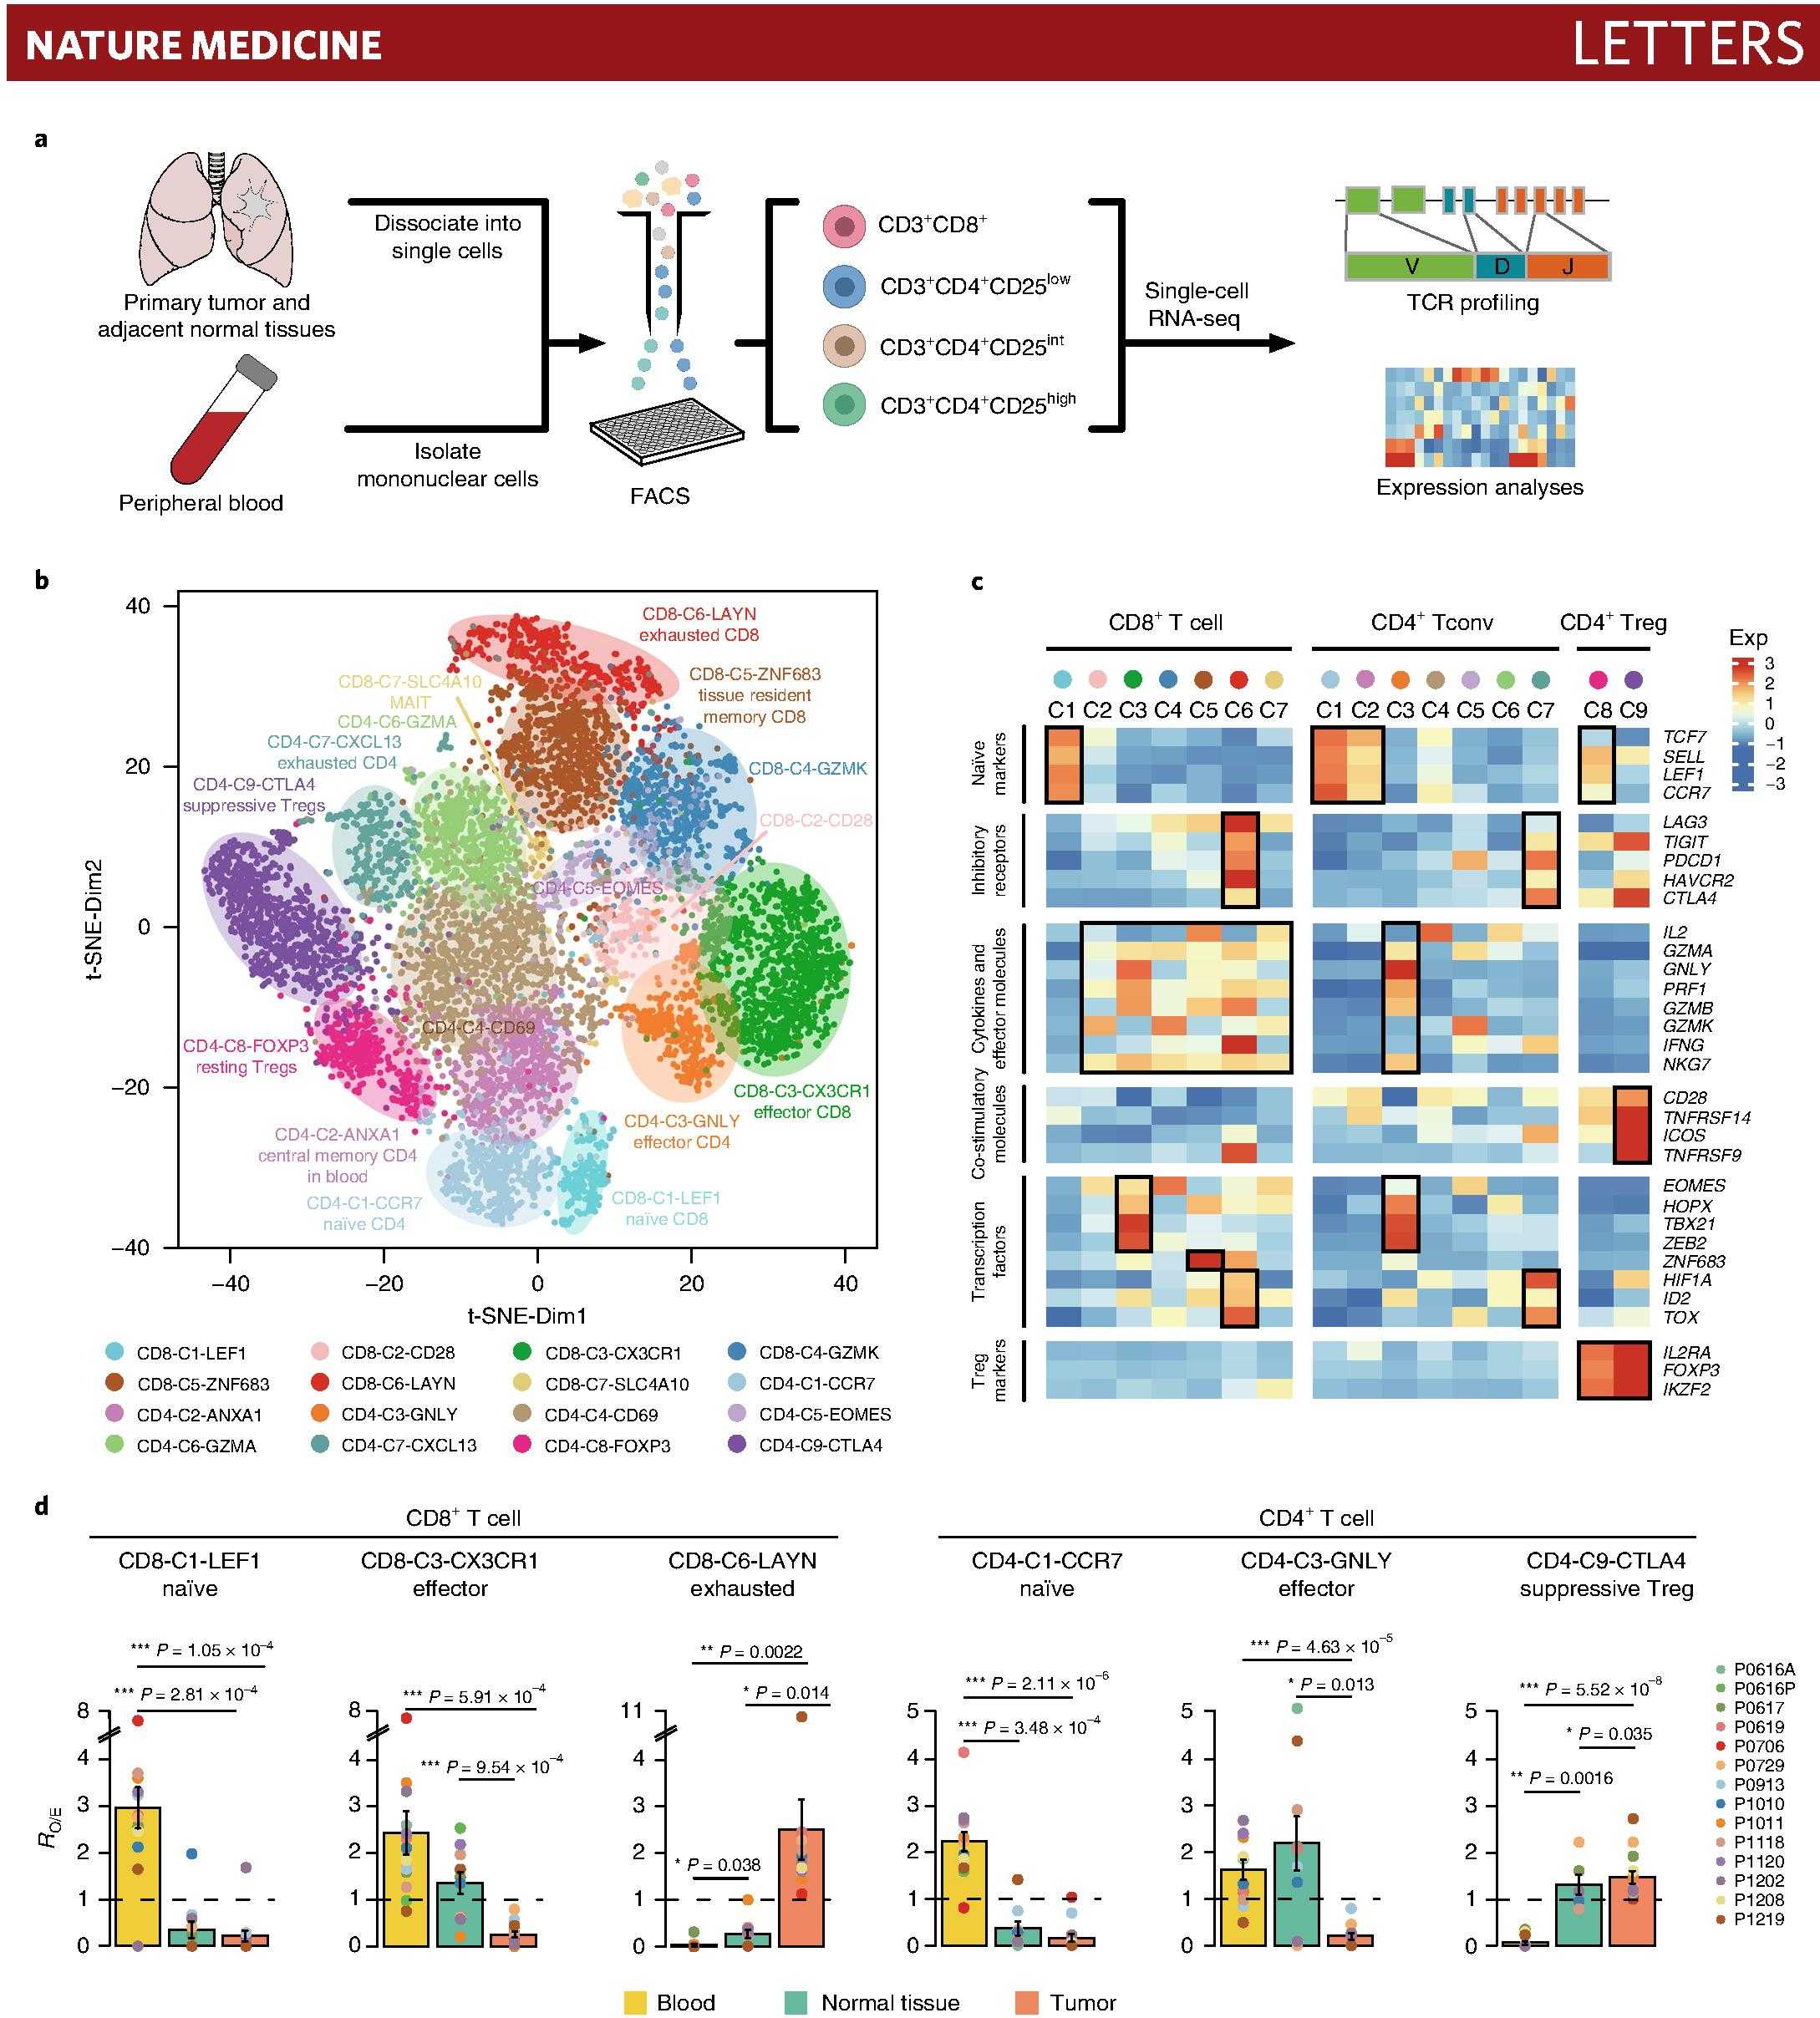 NATURE MEDICINE
LETTERS
a
Primary tumor and
adjacent normal tissues
Peripheral blood
Dissociate into
single cells
Isolate
mononuclear cells
FACS
CD3⁺CD8⁺
CD3⁺CD4⁺CD25low
CD3⁺CD4⁺CD25int
CD3⁺CD4⁺CD25high
Single-cell
RNA-seq
V D J
TCR profiling
Expression analyses
b
t-SNE-Dim2
40
20
0
−20
−40
−40 −20 0 20 40
t-SNE-Dim1
CD8-C6-LAYN
exhausted CD8
CD8-C5-ZNF683
tissue resident
memory CD8
CD8-C7-SLC4A10
MAIT
CD4-C6-GZMA
CD4-C7-CXCL13
exhausted CD4
CD4-C9-CTLA4
suppressive Tregs
CD8-C4-GZMK
CD8-C2-CD28
CD4-C5-EOMES
CD4-C4-CD69
CD4-C8-FOXP3
resting Tregs
CD8-C3-CX3CR1
effector CD8
CD4-C3-GNLY
effector CD4
CD4-C2-ANXA1
central memory CD4
in blood
CD4-C1-CCR7
naïve CD4
CD8-C1-LEF1
naïve CD8
CD8-C1-LEF1 CD8-C2-CD28 CD8-C3-CX3CR1 CD8-C4-GZMK
CD8-C5-ZNF683 CD8-C6-LAYN CD8-C7-SLC4A10 CD4-C1-CCR7
CD4-C2-ANXA1 CD4-C3-GNLY CD4-C4-CD69 CD4-C5-EOMES
CD4-C6-GZMA CD4-C7-CXCL13 CD4-C8-FOXP3 CD4-C9-CTLA4
c
CD8⁺ T cell CD4⁺ Tconv CD4⁺ Treg
C1 C2 C3 C4 C5 C6 C7 C1 C2 C3 C4 C5 C6 C7 C8 C9
Exp
3
2
1
0
−1
−2
−3
Naïve
markers
TCF7
SELL
LEF1
CCR7
Inhibitory
receptors
LAG3
TIGIT
PDCD1
HAVCR2
CTLA4
Cytokines and
effector molecules
IL2
GZMA
GNLY
PRF1
GZMB
GZMK
IFNG
NKG7
Co-stimulatory
molecules
CD28
TNFRSF14
ICOS
TNFRSF9
Transcription
factors
EOMES
HOPX
TBX21
ZEB2
ZNF683
HIF1A
ID2
TOX
Treg
markers
IL2RA
FOXP3
IKZF2
d
CD8⁺ T cell
CD4⁺ T cell
CD8-C1-LEF1
naïve
*** P = 1.05 × 10⁻⁴
*** P = 2.81 × 10⁻⁴
R O/E
8
4
3
2
1
0
CD8-C3-CX3CR1
effector
*** P = 5.91 × 10⁻⁴
*** P = 9.54 × 10⁻⁴
8
4
3
2
1
0
CD8-C6-LAYN
exhausted
** P = 0.0022
* P = 0.014
* P = 0.038
11
4
3
2
1
0
CD4-C1-CCR7
naïve
*** P = 2.11 × 10⁻⁶
*** P = 3.48 × 10⁻⁴
5
4
3
2
1
0
CD4-C3-GNLY
effector
*** P = 4.63 × 10⁻⁵
* P = 0.013
5
4
3
2
1
0
CD4-C9-CTLA4
suppressive Treg
*** P = 5.52 × 10⁻⁸
* P = 0.035
** P = 0.0016
5
4
3
2
1
0
P0616A
P0616P
P0617
P0619
P0706
P0729
P0913
P1010
P1011
P1118
P1120
P1202
P1208
P1219
Blood Normal tissue Tumor